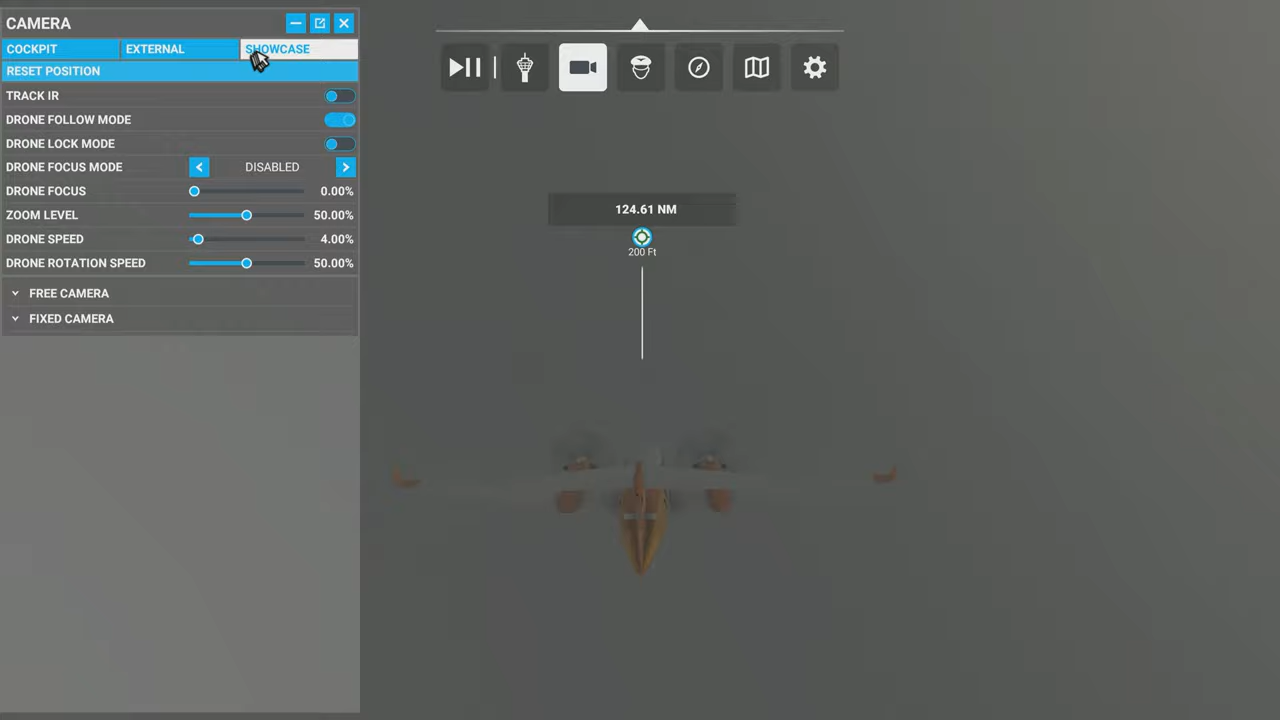 CAMERA
COCKPIT
EXTERNAL
SHOWCASE
RESET POSITION
TRACK IR
DRONE FOLLOW MODE
DRONE LOCK MODE
DRONE FOCUS MODE DISABLED
DRONE FOCUS 0.00%
ZOOM LEVEL 50.00%
DRONE SPEED 4.00%
DRONE ROTATION SPEED 50.00%
FREE CAMERA
FIXED CAMERA
124.61 NM
200 Ft